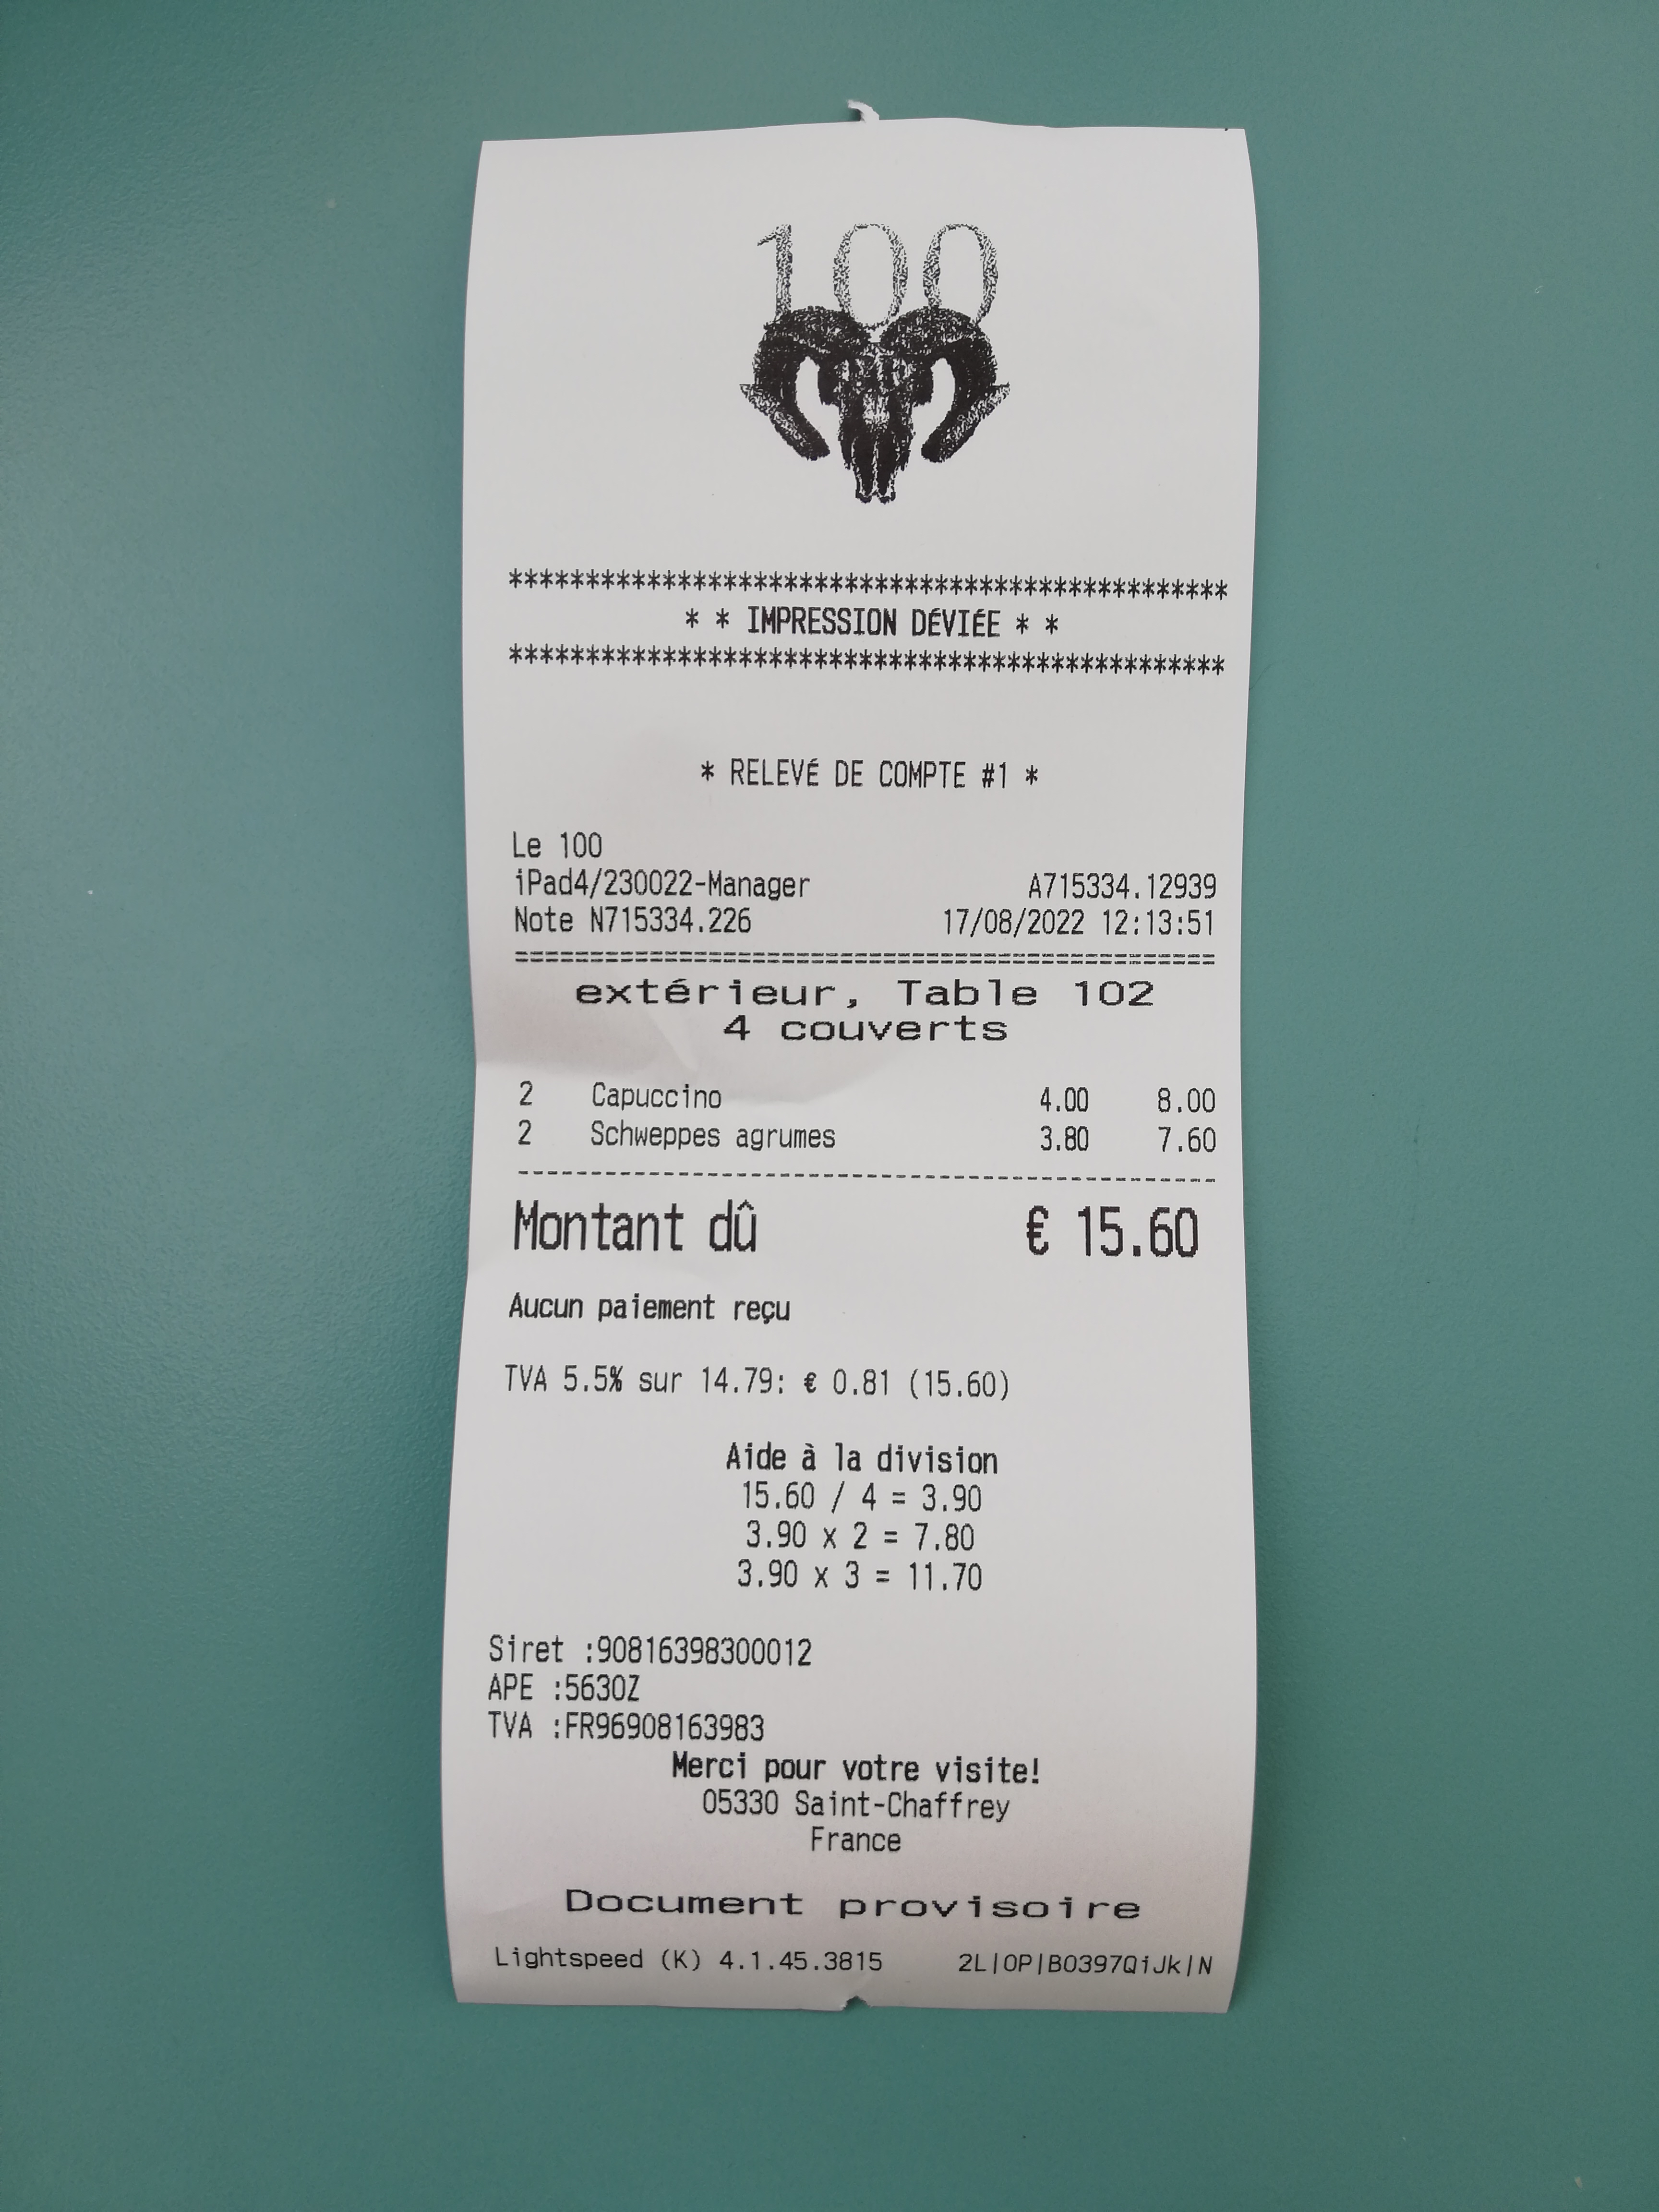 100
***********************************************
* * IMPRESSION DÉVIÉE * *
***********************************************
* RELEVÉ DE COMPTE #1 *
Le 100
iPad4/230022-Manager A715334.12939
Note N715334.226 17/08/2022 12:13:51
===============================================
extérieur, Table 102
4 couverts
2 Capuccino 4.00 8.00
2 Schweppes agrumes 3.80 7.60
-----------------------------------------------
Montant dû € 15.60
Aucun paiement reçu
TVA 5.5% sur 14.79: € 0.81 (15.60)
Aide à la division
15.60 / 4 = 3.90
3.90 x 2 = 7.80
3.90 x 3 = 11.70
Siret :90816398300012
APE :5630Z
TVA :FR96908163983
Merci pour votre visite!
05330 Saint-Chaffrey
France
Document provisoire
Lightspeed (K) 4.1.45.3815 2L|OP|BO397QiJk|N